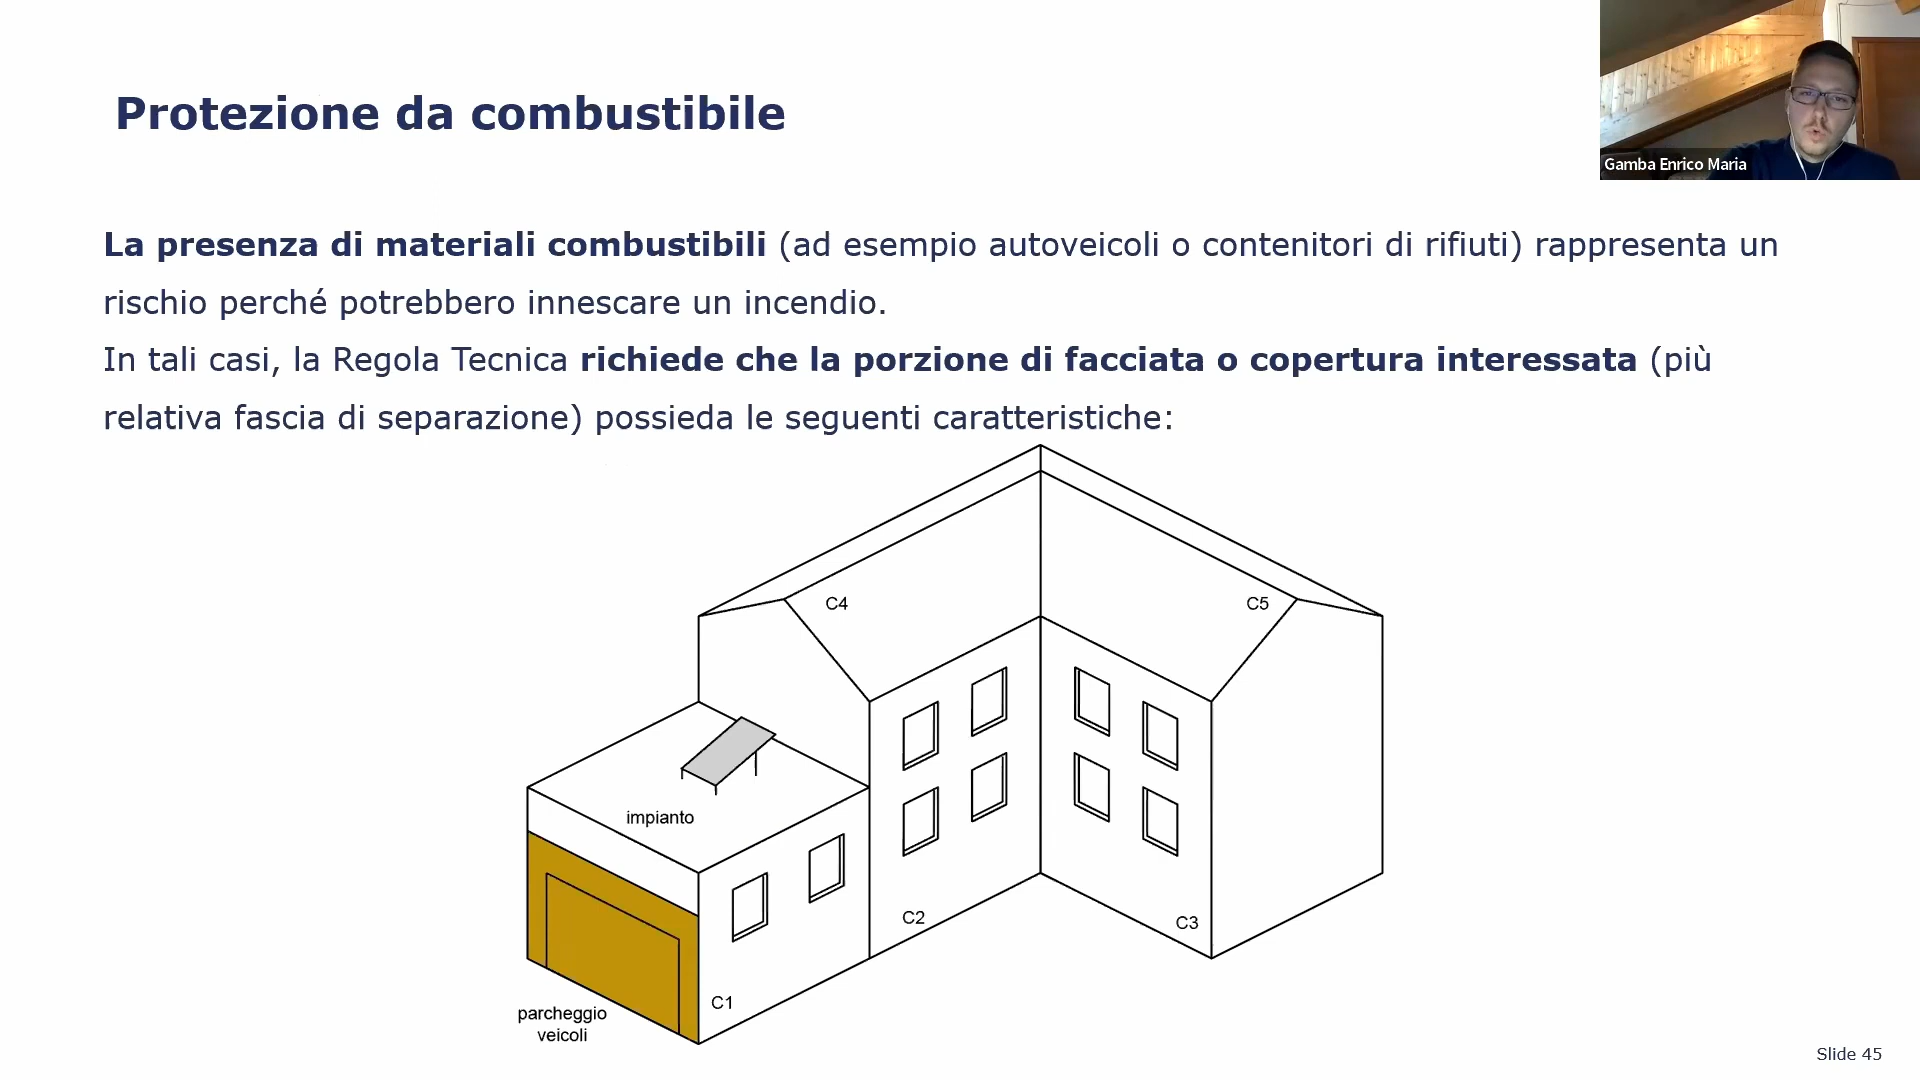 Protezione da combustibile
Gamba Enrico Maria
La presenza di materiali combustibili (ad esempio autoveicoli o contenitori di rifiuti) rappresenta un
rischio perché potrebbero innescare un incendio.
In tali casi, la Regola Tecnica richiede che la porzione di facciata o copertura interessata (più
relativa fascia di separazione) possieda le seguenti caratteristiche:
C4
C5
impianto
C2
C3
C1
parcheggio
veicoli
Slide 45